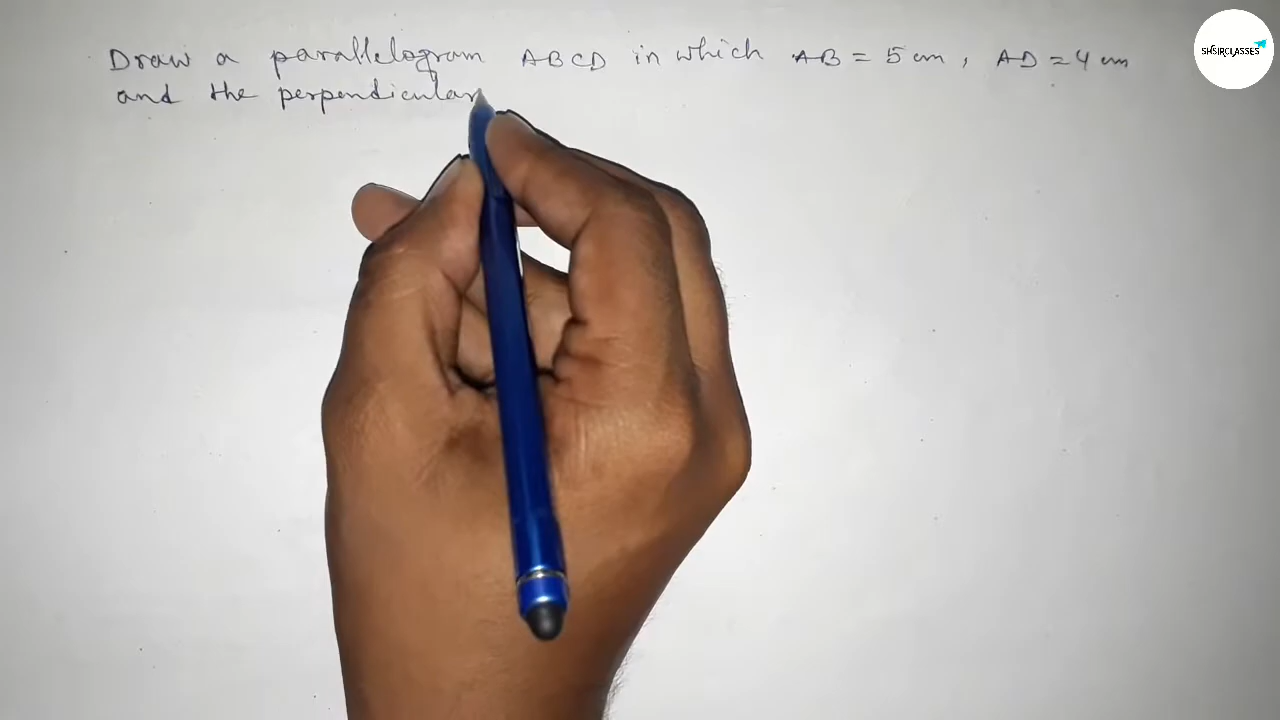 SHSIRCLASSES
Draw a parallelogram ABCD in which AB = 5 cm, AD = 4 cm
and the perpendicular